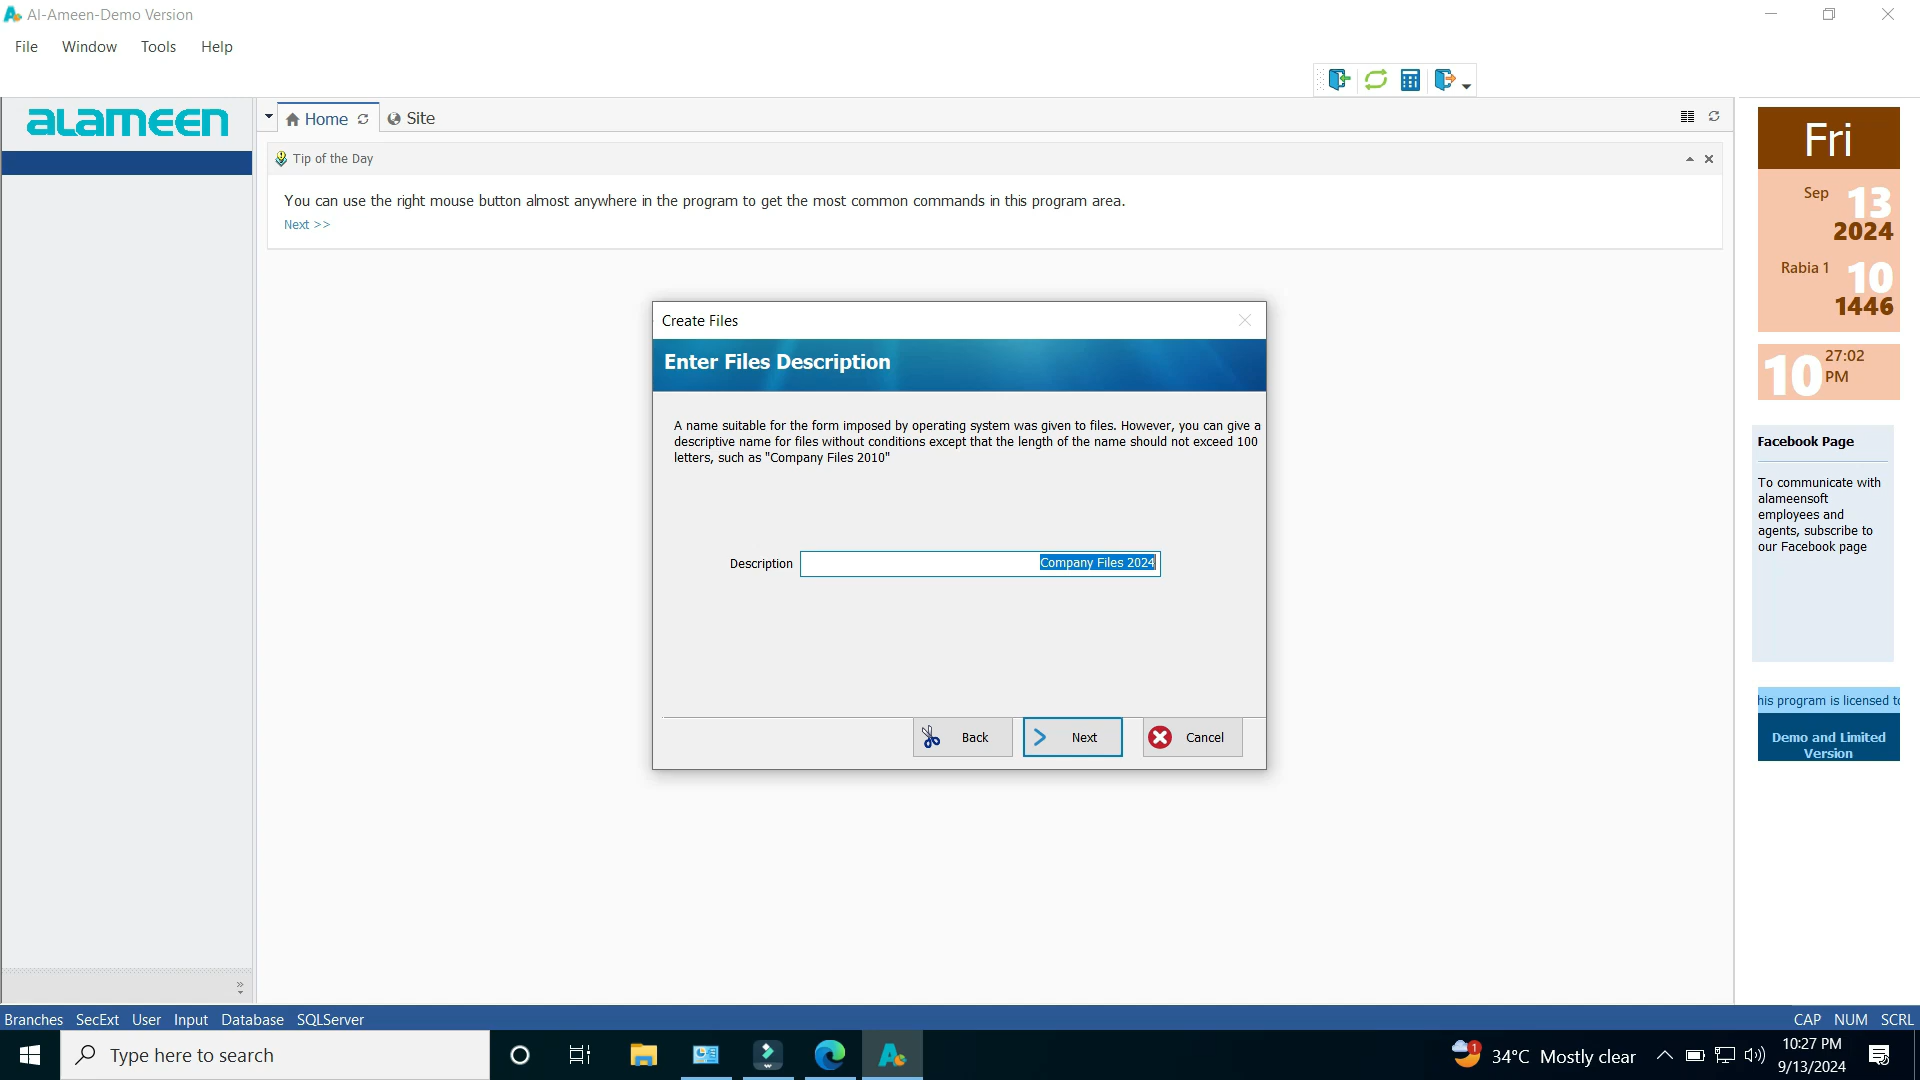 Al-Ameen-Demo Version
File Window Tools Help
alameen
Home Site
Tip of the Day
You can use the right mouse button almost anywhere in the program to get the most common commands in this program area.
Next >>
Fri
Sep 13
2024
Rabia 1 10
1446
10 27:02
PM
Create Files
Enter Files Description
A name suitable for the form imposed by operating system was given to files. However, you can give a
descriptive name for files without conditions except that the length of the name should not exceed 100
letters, such as "Company Files 2010"
Description Company Files 2024
Back Next Cancel
Facebook Page
To communicate with
alameensoft
employees and
agents, subscribe to
our Facebook page
his program is licensed to
Demo and Limited
Version
Branches SecExt User Input Database SQLServer
CAP NUM SCRL
Type here to search
1
34°C Mostly clear
10:27 PM
9/13/2024